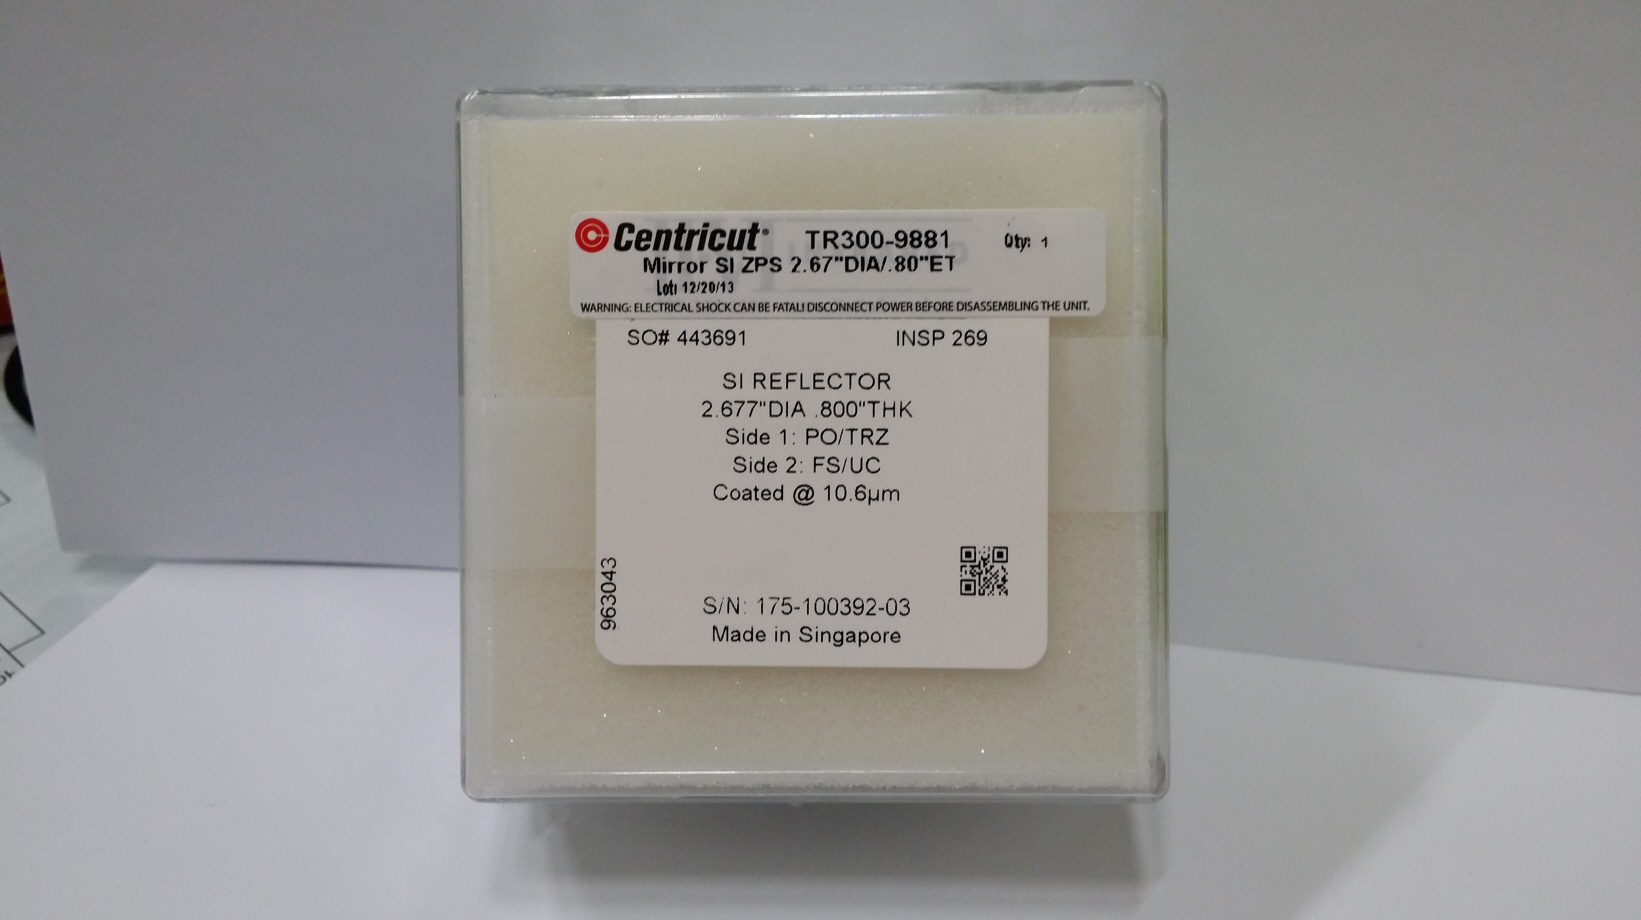 Centricut® TR300-9881 Qty: 1
Mirror SI ZPS 2.67"DIA/.80"ET
Lot: 12/20/13
WARNING: ELECTRICAL SHOCK CAN BE FATAL! DISCONNECT POWER BEFORE DISASSEMBLING THE UNIT.
SO# 443691 INSP 269
SI REFLECTOR
2.677"DIA .800"THK
Side 1: PO/TRZ
Side 2: FS/UC
Coated @ 10.6µm
963043
S/N: 175-100392-03
Made in Singapore